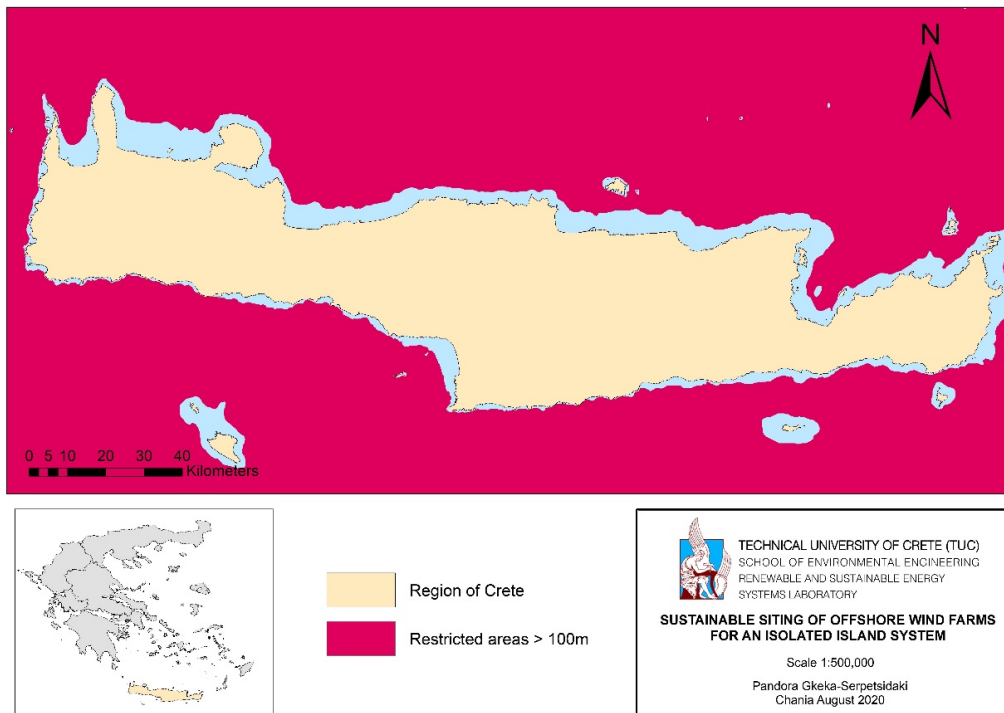 N
0 5 10 20 30 40
Kilometers
Region of Crete
Restricted areas > 100m
TECHNICAL UNIVERSITY OF CRETE (TUC)
SCHOOL OF ENVIRONMENTAL ENGINEERING
RENEWABLE AND SUSTAINABLE ENERGY
SYSTEMS LABORATORY
SUSTAINABLE SITING OF OFFSHORE WIND FARMS
FOR AN ISOLATED ISLAND SYSTEM
Scale 1:500,000
Pandora Gkeka-Serpetsidaki
Chania August 2020